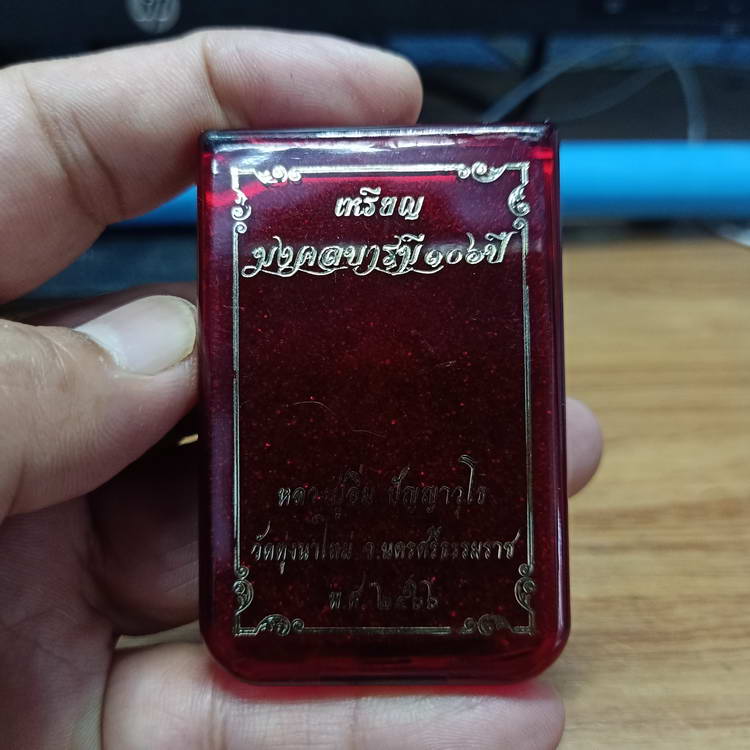 hp
เหรียญ
มงคลบารมี ๑๐๖ ปี
หลวงปู่อิ่ม ปัญญาวุโธ
วัดทุ่งนาใหม่ จ.นครศรีธรรมราช
พ.ศ. ๒๕๖๖